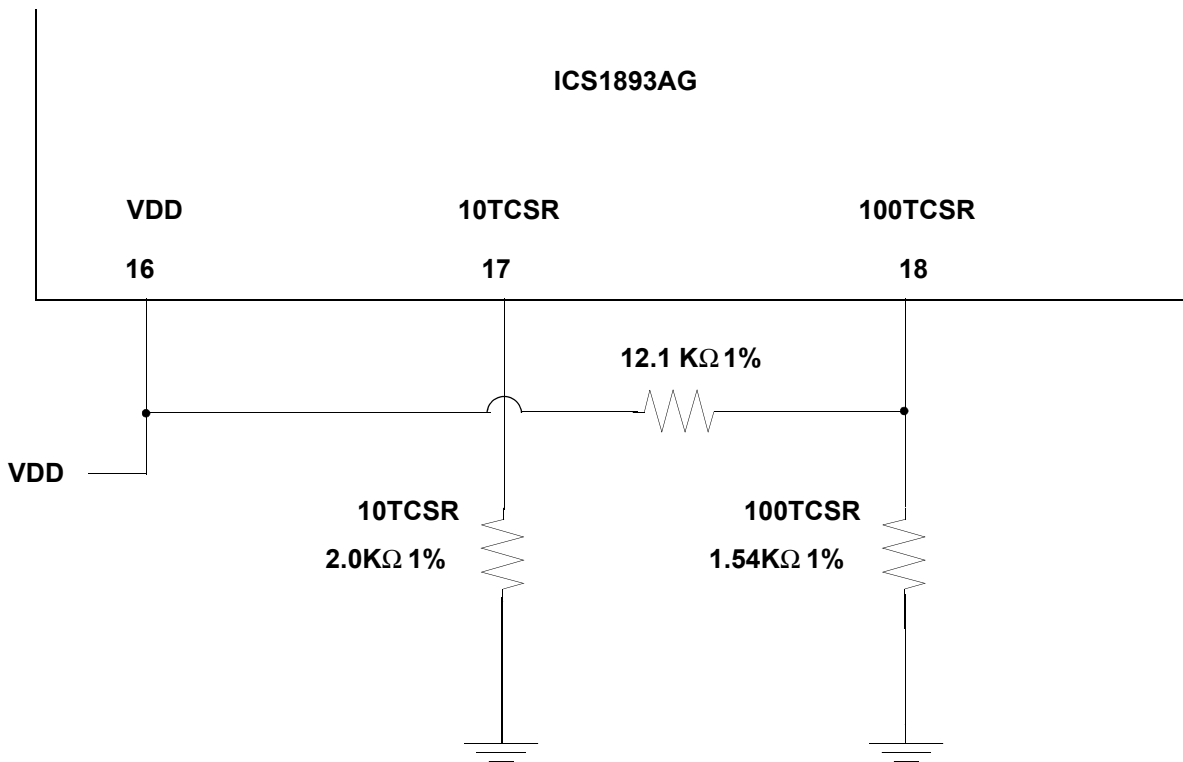 ICS1893AG
VDD 10TCSR 100TCSR
16 17 18
12.1 KΩ 1%
VDD
10TCSR 100TCSR
2.0KΩ 1% 1.54KΩ 1%